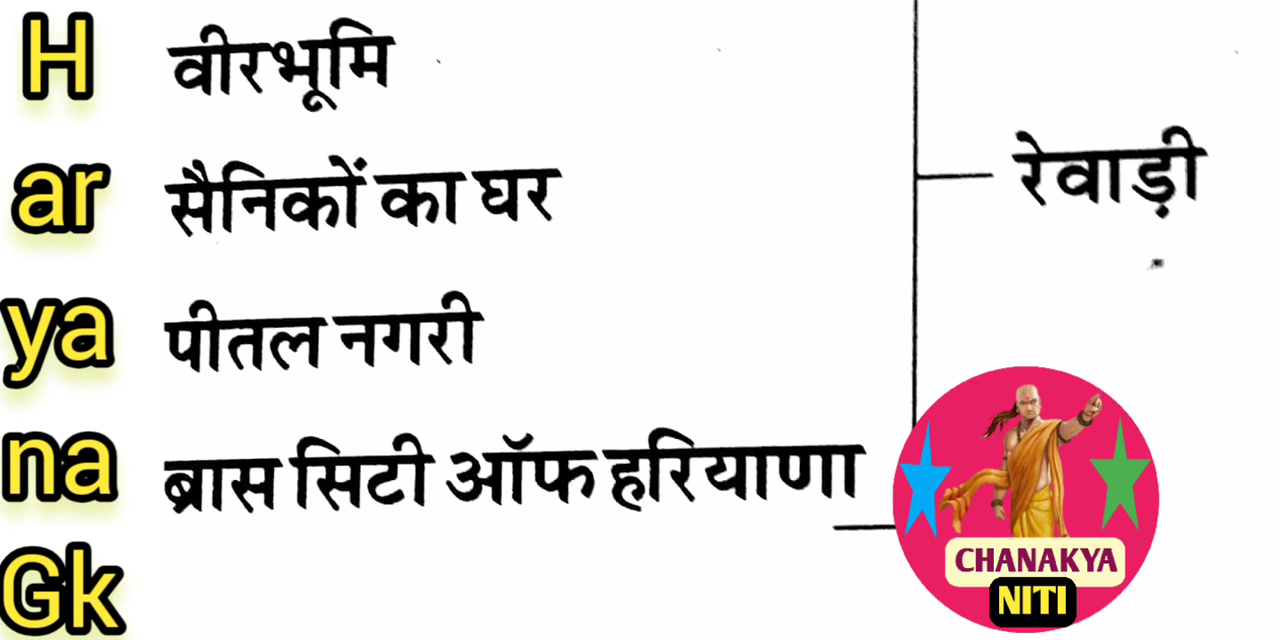 H
ar
ya
na
Gk
वीरभूमि
सैनिकों का घर
पीतल नगरी
ब्रास सिटी ऑफ हरियाणा
रेवाड़ी
CHANAKYA
NITI